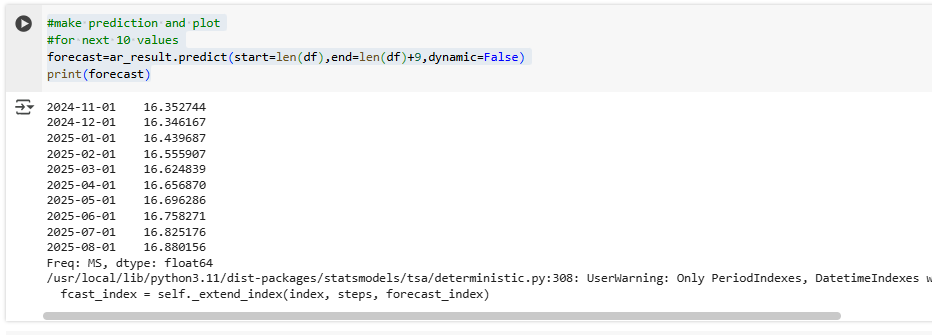 #make prediction and plot
#for next 10 values
forecast=ar_result.predict(start=len(df),end=len(df)+9,dynamic=False)
print(forecast)
2024-11-01    16.352744
2024-12-01    16.346167
2025-01-01    16.439687
2025-02-01    16.555907
2025-03-01    16.624839
2025-04-01    16.656870
2025-05-01    16.696286
2025-06-01    16.758271
2025-07-01    16.825176
2025-08-01    16.880156
Freq: MS, dtype: float64
/usr/local/lib/python3.11/dist-packages/statsmodels/tsa/deterministic.py:308: UserWarning: Only PeriodIndexes, DatetimeIndexes w
  fcast_index = self._extend_index(index, steps, forecast_index)